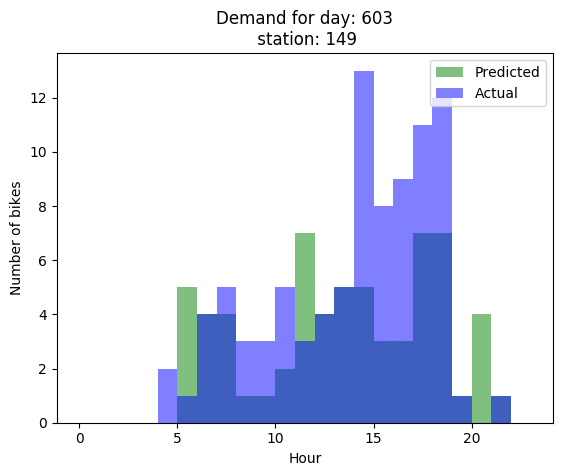 Demand for day: 603
station: 149
Predicted
Actual
Number of bikes
12
10
8
6
4
2
0
0
5
10
15
20
Hour